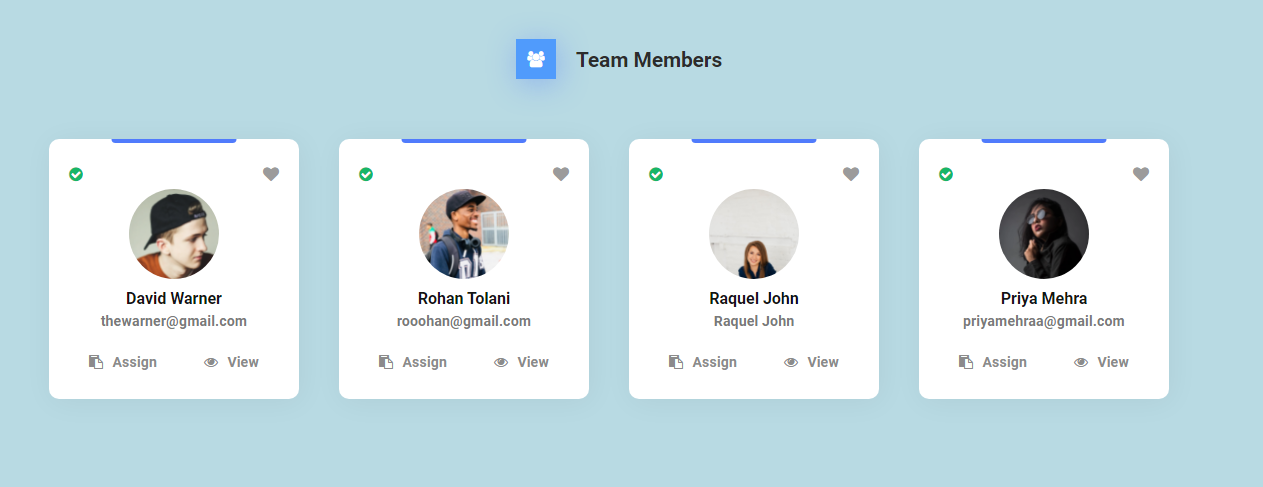 Team Members
David Warner
thewarner@gmail.com
Assign View
Rohan Tolani
rooohan@gmail.com
Assign View
Raquel John
Raquel John
Assign View
Priya Mehra
priyamehraa@gmail.com
Assign View